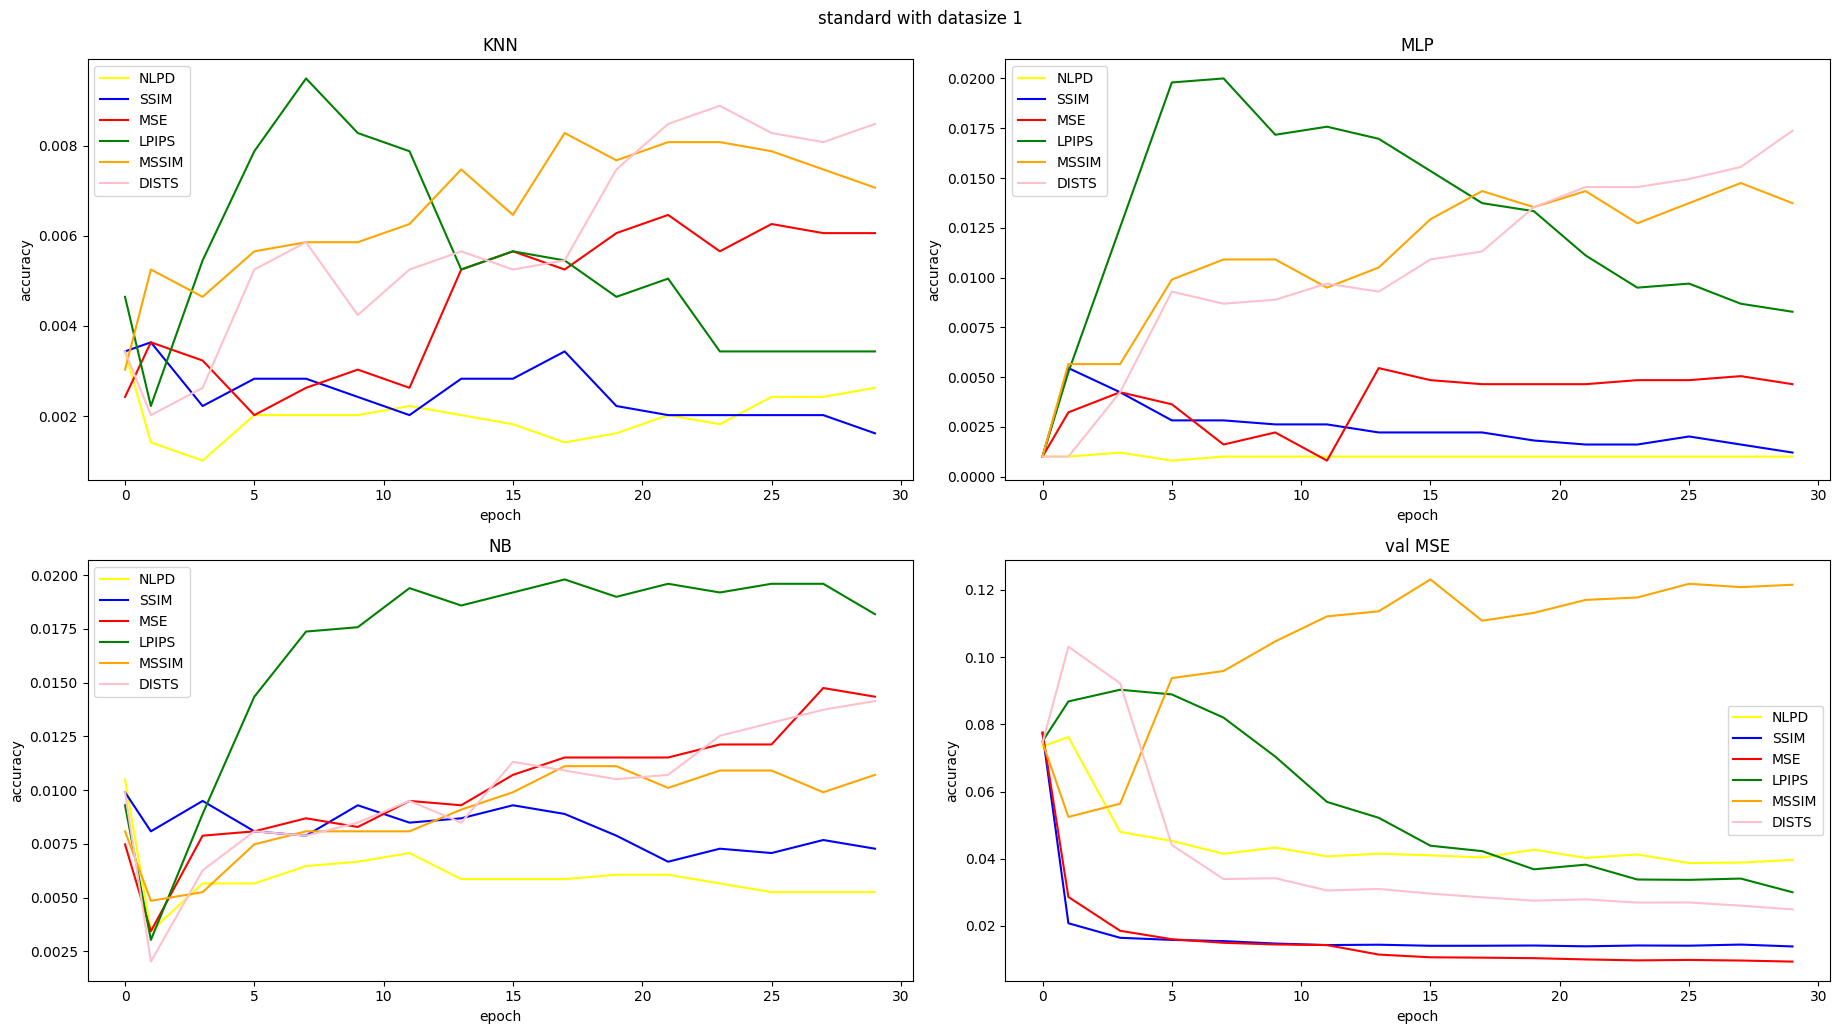 standard with datasize 1
KNN
NLPD
SSIM
MSE
LPIPS
MSSIM
DISTS
accuracy
0.008
0.006
0.004
0.002
0 5 10 15 20 25 30
epoch
MLP
NLPD
SSIM
MSE
LPIPS
MSSIM
DISTS
accuracy
0.0200
0.0175
0.0150
0.0125
0.0100
0.0075
0.0050
0.0025
0.0000
0 5 10 15 20 25 30
epoch
NB
NLPD
SSIM
MSE
LPIPS
MSSIM
DISTS
accuracy
0.0200
0.0175
0.0150
0.0125
0.0100
0.0075
0.0050
0.0025
0 5 10 15 20 25 30
epoch
val MSE
accuracy
0.12
0.10
0.08
0.06
0.04
0.02
NLPD
SSIM
MSE
LPIPS
MSSIM
DISTS
0 5 10 15 20 25 30
epoch